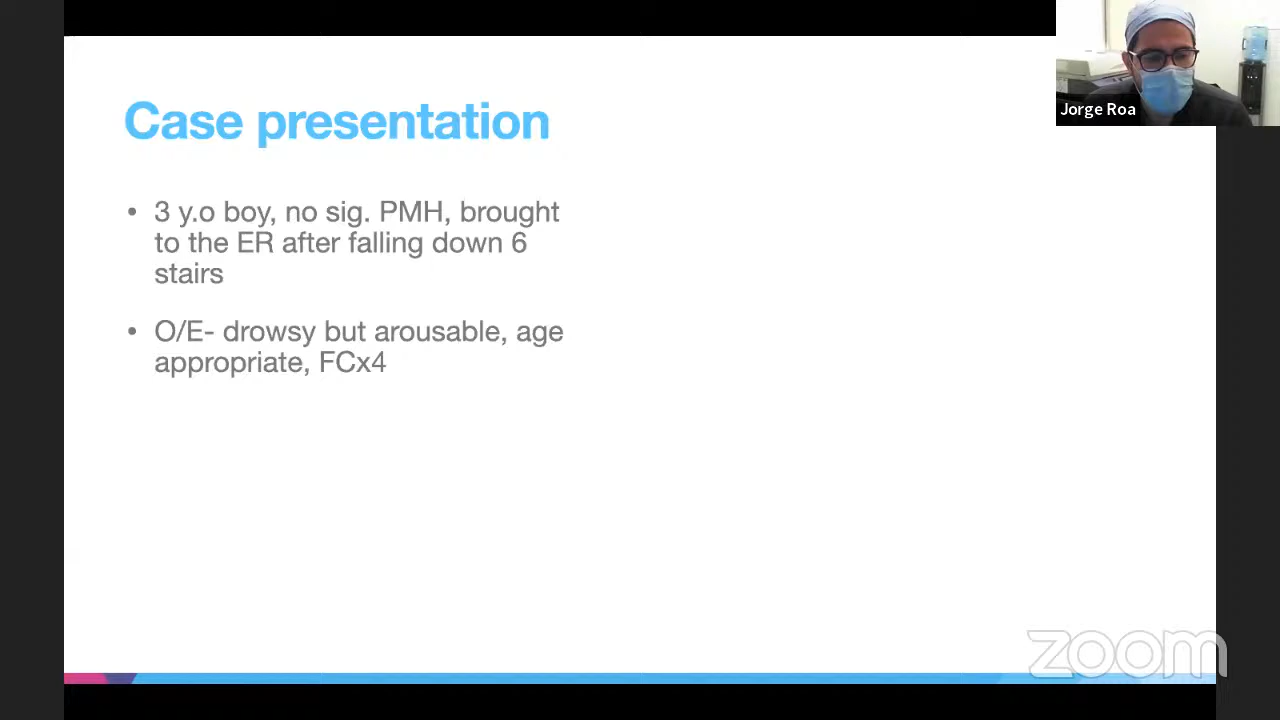 Jorge Roa
Case presentation
• 3 y.o boy, no sig. PMH, brought
to the ER after falling down 6
stairs
• O/E- drowsy but arousable, age
appropriate, FCx4
zoom